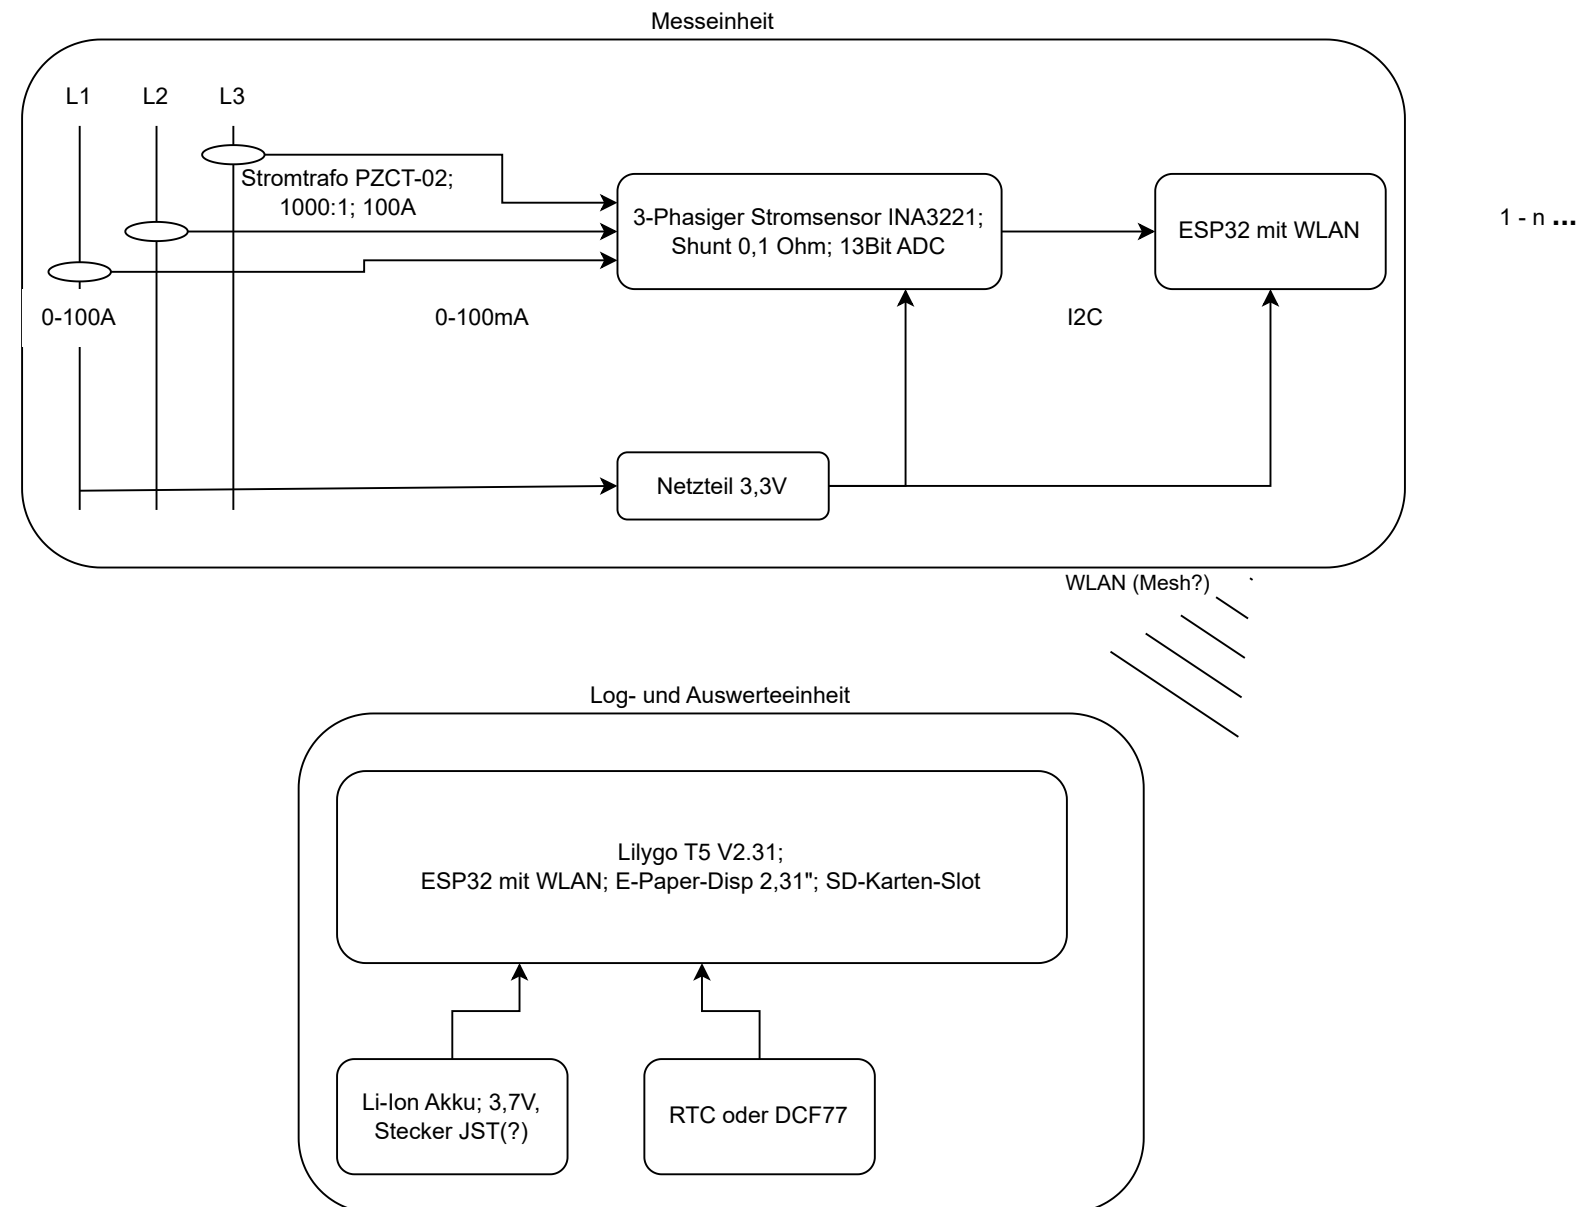 Messeinheit
L1
L2
L3
Stromtrafo PZCT-02;
1000:1; 100A
3-Phasiger Stromsensor INA3221;
Shunt 0,1 Ohm; 13Bit ADC
ESP32 mit WLAN
1 - n ...
0-100A
0-100mA
I2C
Netzteil 3,3V
WLAN (Mesh?)
Log- und Auswerteeinheit
Lilygo T5 V2.31;
ESP32 mit WLAN; E-Paper-Disp 2,31"; SD-Karten-Slot
Li-Ion Akku; 3,7V,
Stecker JST(?)
RTC oder DCF77